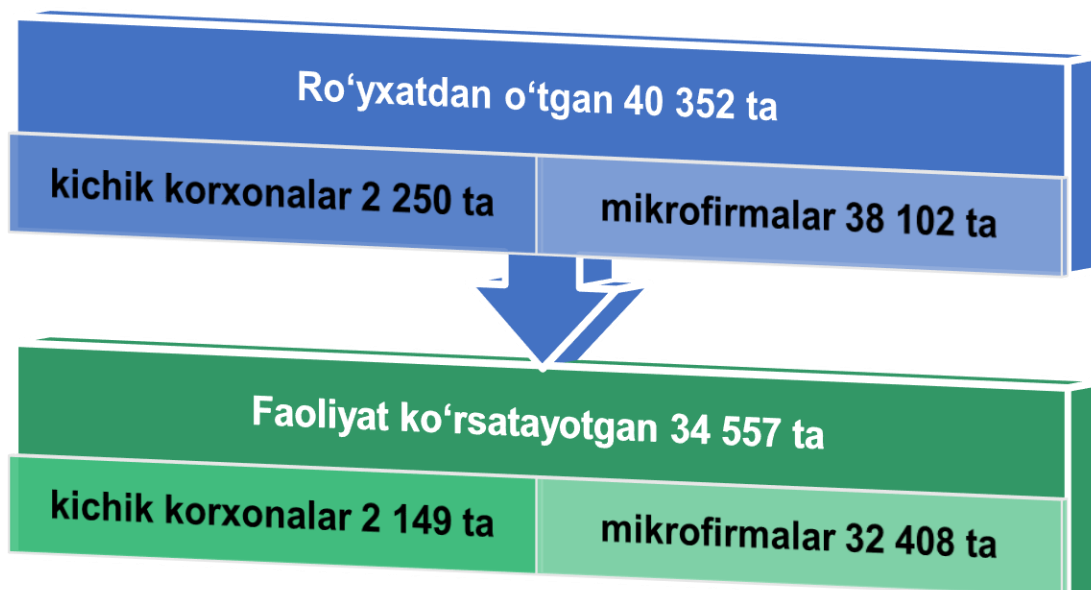 Ro‘yxatdan o‘tgan 40 352 ta
kichik korxonalar 2 250 ta
mikrofirmalar 38 102 ta
Faoliyat ko‘rsatayotgan 34 557 ta
kichik korxonalar 2 149 ta
mikrofirmalar 32 408 ta